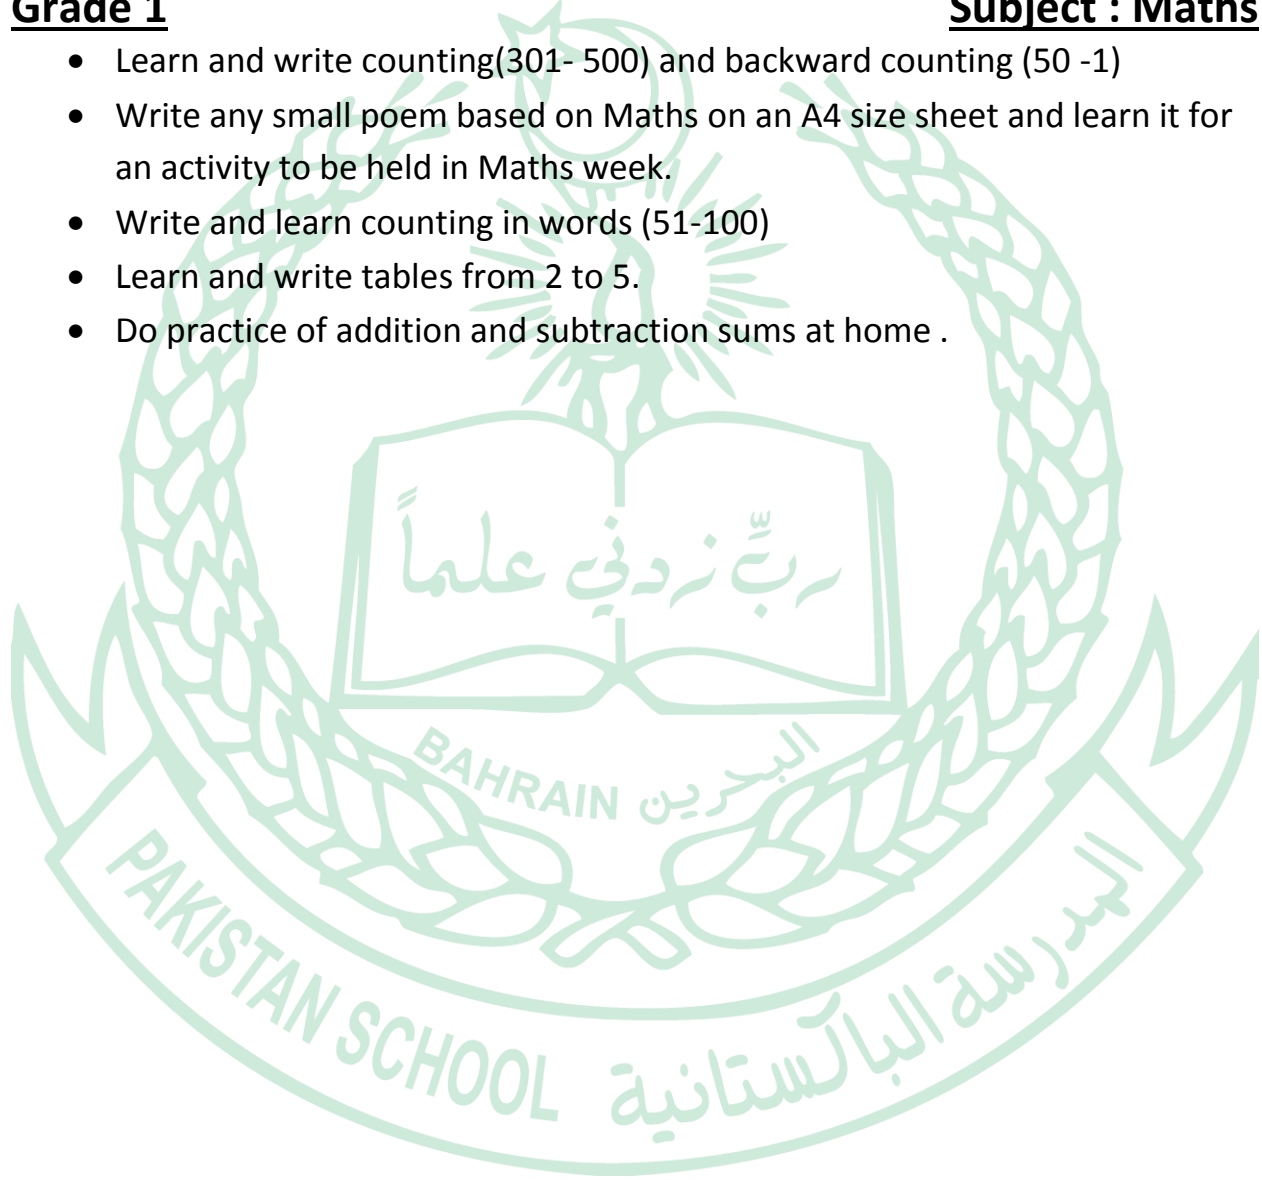 Grade 1 Subject : Maths
• Learn and write counting(301- 500) and backward counting (50 -1)
• Write any small poem based on Maths on an A4 size sheet and learn it for
an activity to be held in Maths week.
• Write and learn counting in words (51-100)
• Learn and write tables from 2 to 5.
• Do practice of addition and subtraction sums at home .
ربِّ زدني علماً
BAHRAIN البحرين
PAKISTAN SCHOOL المدرسة الباكستانية